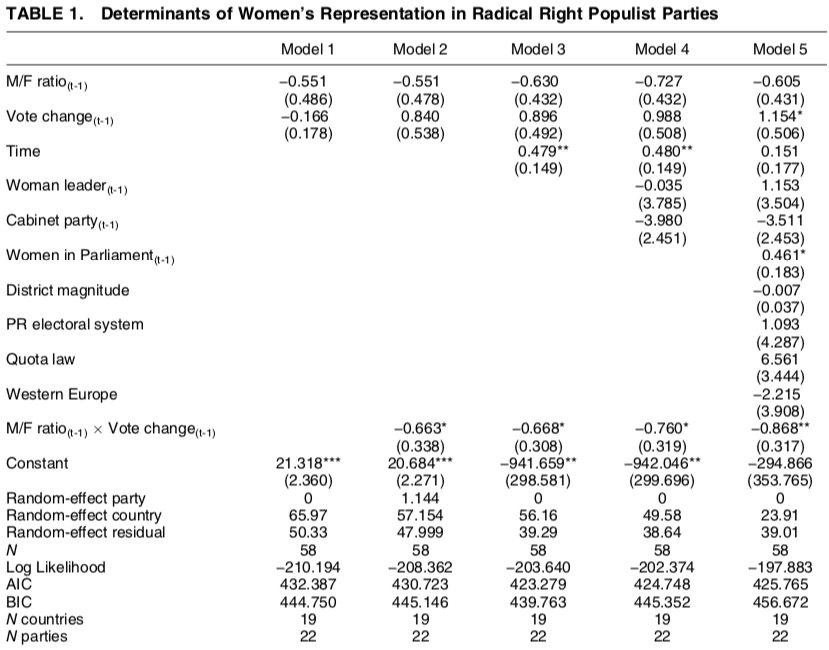 TABLE 1. Determinants of Women's Representation in Radical Right Populist Parties
Model 1 Model 2 Model 3 Model 4 Model 5
M/F ratio(t-1) –0.551 –0.551 –0.630 –0.727 –0.605
(0.486) (0.478) (0.432) (0.432) (0.431)
Vote change(t-1) –0.166 0.840 0.896 0.988 1.154*
(0.178) (0.538) (0.492) (0.508) (0.506)
Time 0.479** 0.480** 0.151
(0.149) (0.149) (0.177)
Woman leader(t-1) –0.035 1.153
(3.785) (3.504)
Cabinet party(t-1) –3.980 –3.511
(2.451) (2.453)
Women in Parliament(t-1) 0.461*
(0.183)
District magnitude –0.007
(0.037)
PR electoral system 1.093
(4.287)
Quota law 6.561
(3.444)
Western Europe –2.215
(3.908)
M/F ratio(t-1) × Vote change(t-1) –0.663* –0.668* –0.760* –0.868**
(0.338) (0.308) (0.319) (0.317)
Constant 21.318*** 20.684*** –941.659** –942.046** –294.866
(2.360) (2.271) (298.581) (299.696) (353.765)
Random-effect party 0 1.144 0 0 0
Random-effect country 65.97 57.154 56.16 49.58 23.91
Random-effect residual 50.33 47.999 39.29 38.64 39.01
N 58 58 58 58 58
Log Likelihood –210.194 –208.362 –203.640 –202.374 –197.883
AIC 432.387 430.723 423.279 424.748 425.765
BIC 444.750 445.146 439.763 445.352 456.672
N countries 19 19 19 19 19
N parties 22 22 22 22 22